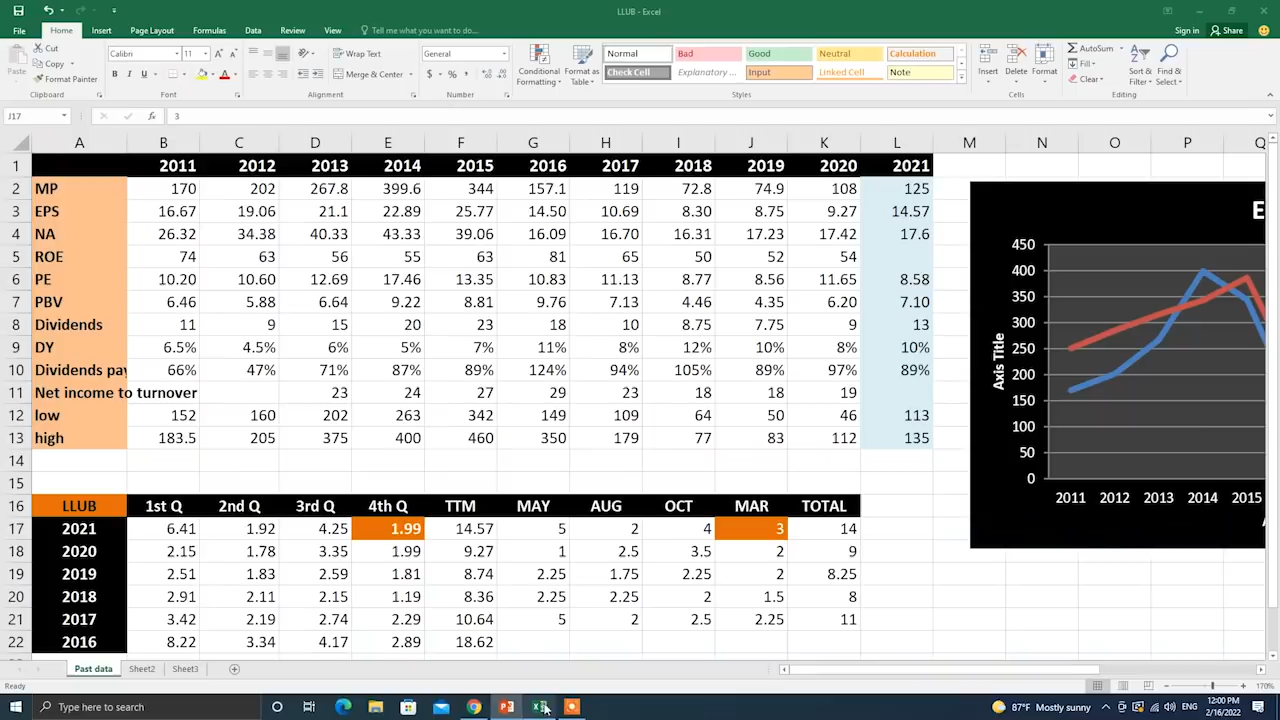 LLUB - Excel
File Home Insert Page Layout Formulas Data Review View Tell me what you want to do... Sign in Share
Cut Calibri 11 Wrap Text General Normal Bad Good Neutral Calculation AutoSum
Paste Copy Conditional Format as Insert Delete Format Fill Sort & Find &
Format Painter B I U Merge & Center $ % Formatting Table Check Cell Explanatory ... Input Linked Cell Note Clear Filter Select
Clipboard Font Alignment Number Styles Cells Editing
J17 fx 3
A B C D E F G H I J K L M N O P Q
1 2011 2012 2013 2014 2015 2016 2017 2018 2019 2020 2021
2 MP 170 202 267.8 399.6 344 157.1 119 72.8 74.9 108 125
3 EPS 16.67 19.06 21.1 22.89 25.77 14.50 10.69 8.30 8.75 9.27 14.57
4 NA 26.32 34.38 40.33 43.33 39.06 16.09 16.70 16.31 17.23 17.42 17.6
5 ROE 74 63 56 55 63 81 65 50 52 54
6 PE 10.20 10.60 12.69 17.46 13.35 10.83 11.13 8.77 8.56 11.65 8.58
7 PBV 6.46 5.88 6.64 9.22 8.81 9.76 7.13 4.46 4.35 6.20 7.10
8 Dividends 11 9 15 20 23 18 10 8.75 7.75 9 13
9 DY 6.5% 4.5% 6% 5% 7% 11% 8% 12% 10% 8% 10%
10 Dividends pay 66% 47% 71% 87% 89% 124% 94% 105% 89% 97% 89%
11 Net income to turnover 23 24 27 29 23 18 18 19
12 low 152 160 202 263 342 149 109 64 50 46 113
13 high 183.5 205 375 400 460 350 179 77 83 112 135
14
15
16 LLUB 1st Q 2nd Q 3rd Q 4th Q TTM MAY AUG OCT MAR TOTAL
17 2021 6.41 1.92 4.25 1.99 14.57 5 2 4 3 14
18 2020 2.15 1.78 3.35 1.99 9.27 1 2.5 3.5 2 9
19 2019 2.51 1.83 2.59 1.81 8.74 2.25 1.75 2.25 2 8.25
20 2018 2.91 2.11 2.15 1.19 8.36 2.25 2.25 2 1.5 8
21 2017 3.42 2.19 2.74 2.29 10.64 5 2 2.5 2.25 11
22 2016 8.22 3.34 4.17 2.89 18.62
E
Axis Title
450
400
350
300
250
200
150
100
50
0
2011 2012 2013 2014 2015
Past data Sheet2 Sheet3
Ready 170%
Type here to search 87°F Mostly sunny 12:00 PM
2/16/2022